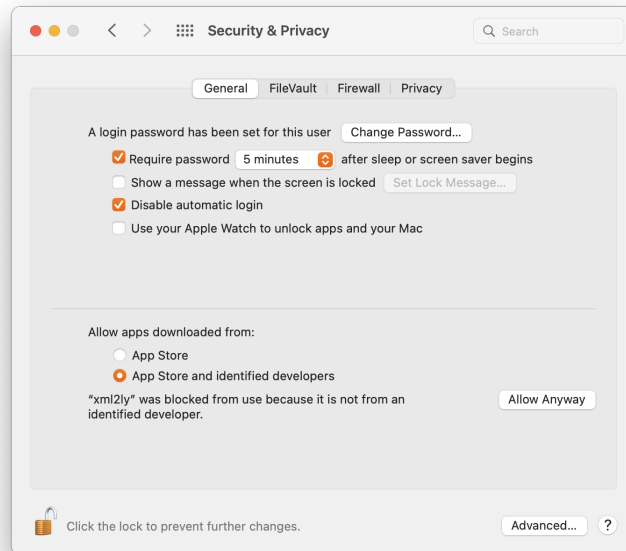 Security & Privacy
Search
General FileVault Firewall Privacy
A login password has been set for this user Change Password...
Require password 5 minutes after sleep or screen saver begins
Show a message when the screen is locked Set Lock Message...
Disable automatic login
Use your Apple Watch to unlock apps and your Mac
Allow apps downloaded from:
App Store
App Store and identified developers
“xml2ly” was blocked from use because it is not from an Allow Anyway
identified developer.
Click the lock to prevent further changes. Advanced... ?